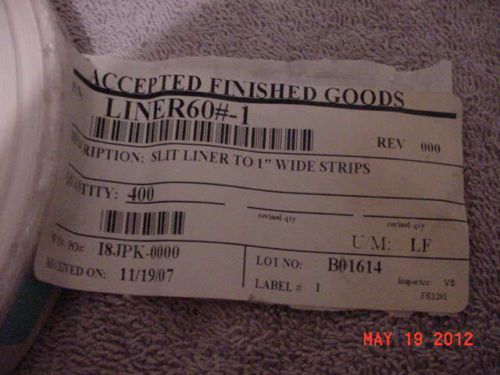 ACCEPTED FINISHED GOODS
LINER60#-1
REV 000
DESCRIPTION: SLIT LINER TO 1" WIDE STRIPS
QUANTITY: 400
revised qty revised qty
U/M: LF
PO# I8JPK-0000
LOT NO: B01614
inspector: VS
RECEIVED ON: 11/19/07
LABEL # 1
FR1201
MAY 19 2012